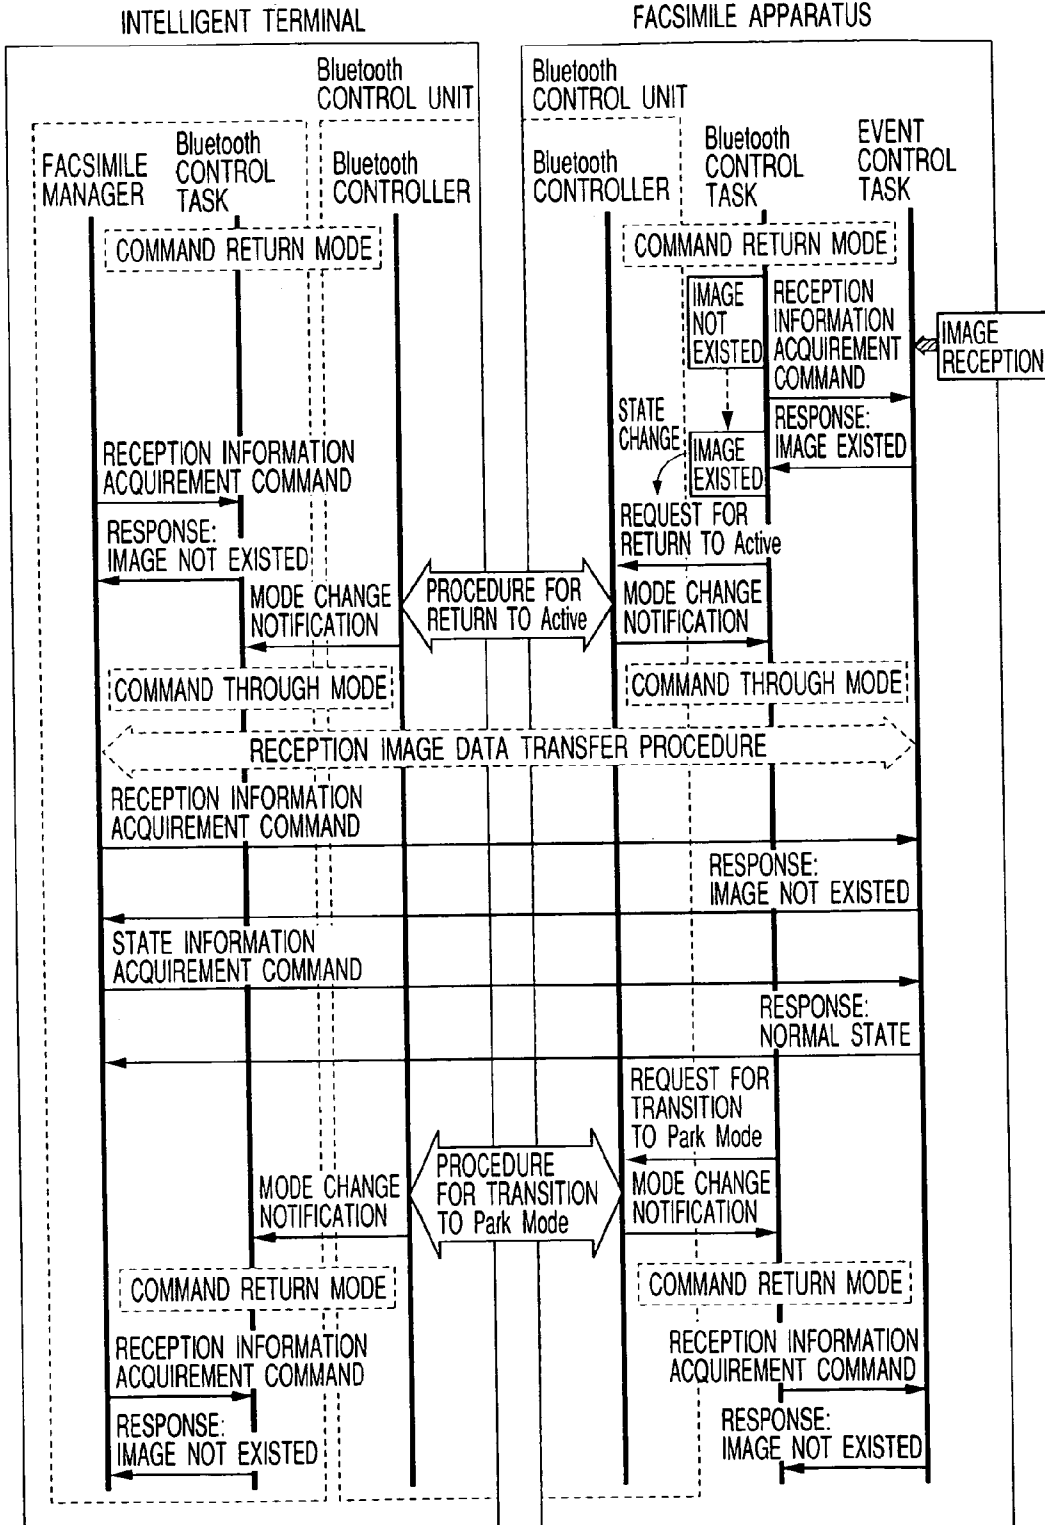 INTELLIGENT TERMINAL
FACSIMILE APPARATUS
Bluetooth
CONTROL UNIT
Bluetooth
CONTROL UNIT
FACSIMILE
MANAGER
Bluetooth
CONTROL
TASK
Bluetooth
CONTROLLER
Bluetooth
CONTROLLER
Bluetooth
CONTROL
TASK
EVENT
CONTROL
TASK
COMMAND RETURN MODE
COMMAND RETURN MODE
IMAGE
NOT
EXISTED
RECEPTION
INFORMATION
ACQUIREMENT
COMMAND
IMAGE
RECEPTION
STATE
CHANGE
RESPONSE:
IMAGE EXISTED
IMAGE
EXISTED
RECEPTION INFORMATION
ACQUIREMENT COMMAND
REQUEST FOR
RETURN TO Active
RESPONSE:
IMAGE NOT EXISTED
PROCEDURE FOR
RETURN TO Active
MODE CHANGE
NOTIFICATION
MODE CHANGE
NOTIFICATION
COMMAND THROUGH MODE
COMMAND THROUGH MODE
RECEPTION IMAGE DATA TRANSFER PROCEDURE
RECEPTION INFORMATION
ACQUIREMENT COMMAND
RESPONSE:
IMAGE NOT EXISTED
STATE INFORMATION
ACQUIREMENT COMMAND
RESPONSE:
NORMAL STATE
REQUEST FOR
TRANSITION
TO Park Mode
PROCEDURE
FOR TRANSITION
TO Park Mode
MODE CHANGE
NOTIFICATION
MODE CHANGE
NOTIFICATION
COMMAND RETURN MODE
COMMAND RETURN MODE
RECEPTION INFORMATION
ACQUIREMENT COMMAND
RECEPTION INFORMATION
ACQUIREMENT COMMAND
RESPONSE:
IMAGE NOT EXISTED
RESPONSE:
IMAGE NOT EXISTED